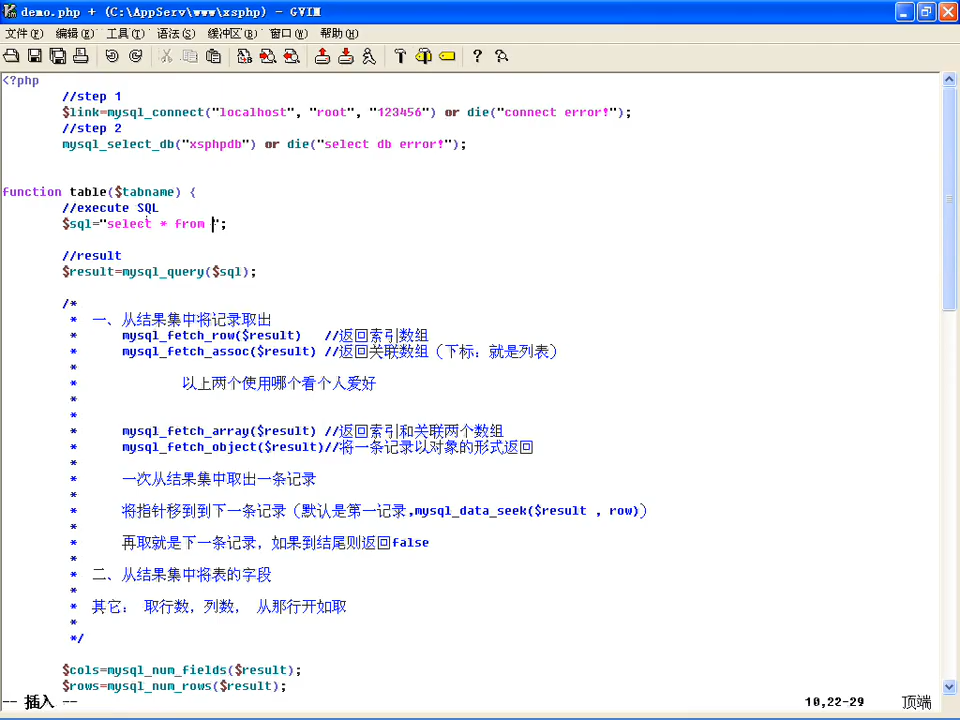 demo.php + (C:\AppServ\www\xsphp) - GVIM
文件(F) 编辑(E) 工具(T) 语法(S) 缓冲区(B) 窗口(W) 帮助(H)
<?php
//step 1
$link=mysql_connect("localhost", "root", "123456") or die("connect error!");
//step 2
mysql_select_db("xsphpdb") or die("select db error!");
function table($tabname) {
//execute SQL
$sql="select * from ";
//result
$result=mysql_query($sql);
/*
* 一、从结果集中将记录取出
* mysql_fetch_row($result) //返回索引数组
* mysql_fetch_assoc($result) //返回关联数组（下标：就是列表）
*
* 以上两个使用哪个看个人爱好
*
*
* mysql_fetch_array($result) //返回索引和关联两个数组
* mysql_fetch_object($result)//将一条记录以对象的形式返回
*
* 一次从结果集中取出一条记录
*
* 将指针移到到下一条记录（默认是第一记录,mysql_data_seek($result , row)）
*
* 再取就是下一条记录，如果到结尾则返回false
*
* 二、从结果集中将表的字段
*
* 其它： 取行数，列数， 从那行开如取
*
*/
$cols=mysql_num_fields($result);
$rows=mysql_num_rows($result);
-- 插入 -- 10,22-29 顶端